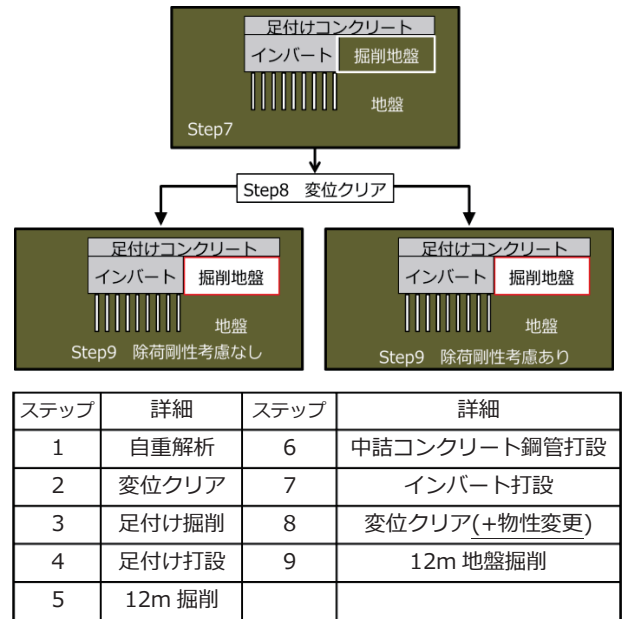 足付けコンクリート
インバート 掘削地盤
地盤
Step7
Step8 変位クリア
足付けコンクリート
インバート 掘削地盤
地盤
Step9 除荷剛性考慮なし
足付けコンクリート
インバート 掘削地盤
地盤
Step9 除荷剛性考慮あり
ステップ 詳細 ステップ 詳細
1 自重解析 6 中詰コンクリート鋼管打設
2 変位クリア 7 インバート打設
3 足付け掘削 8 変位クリア(+物性変更)
4 足付け打設 9 12m 地盤掘削
5 12m 掘削